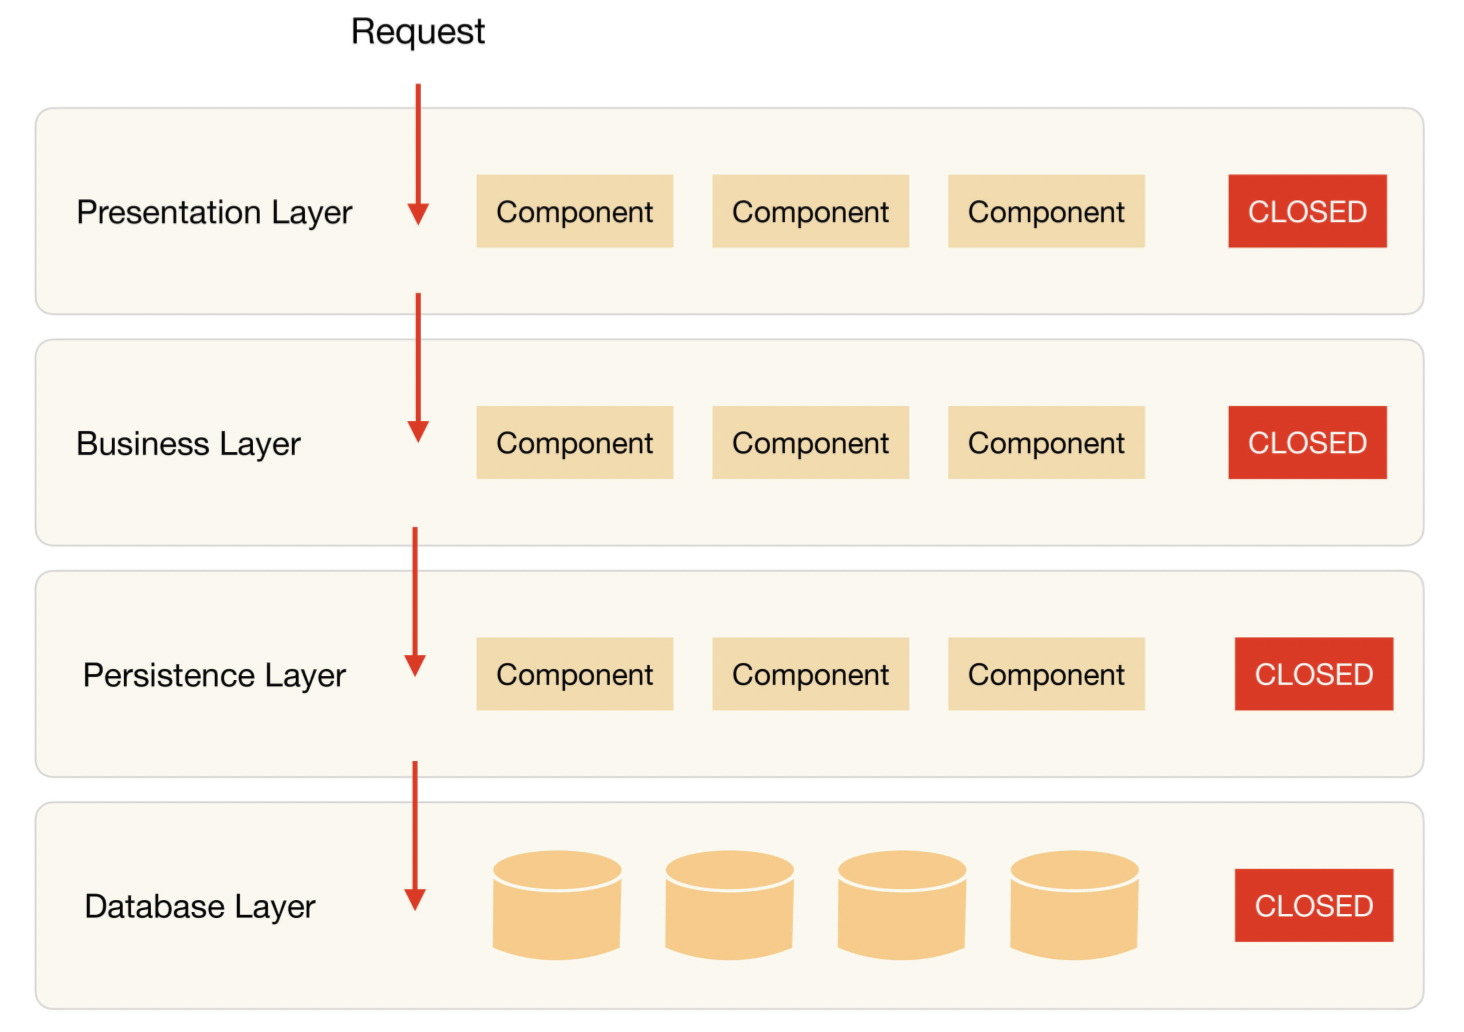 Request
Presentation Layer
Component Component Component CLOSED
Business Layer
Component Component Component CLOSED
Persistence Layer
Component Component Component CLOSED
Database Layer
CLOSED